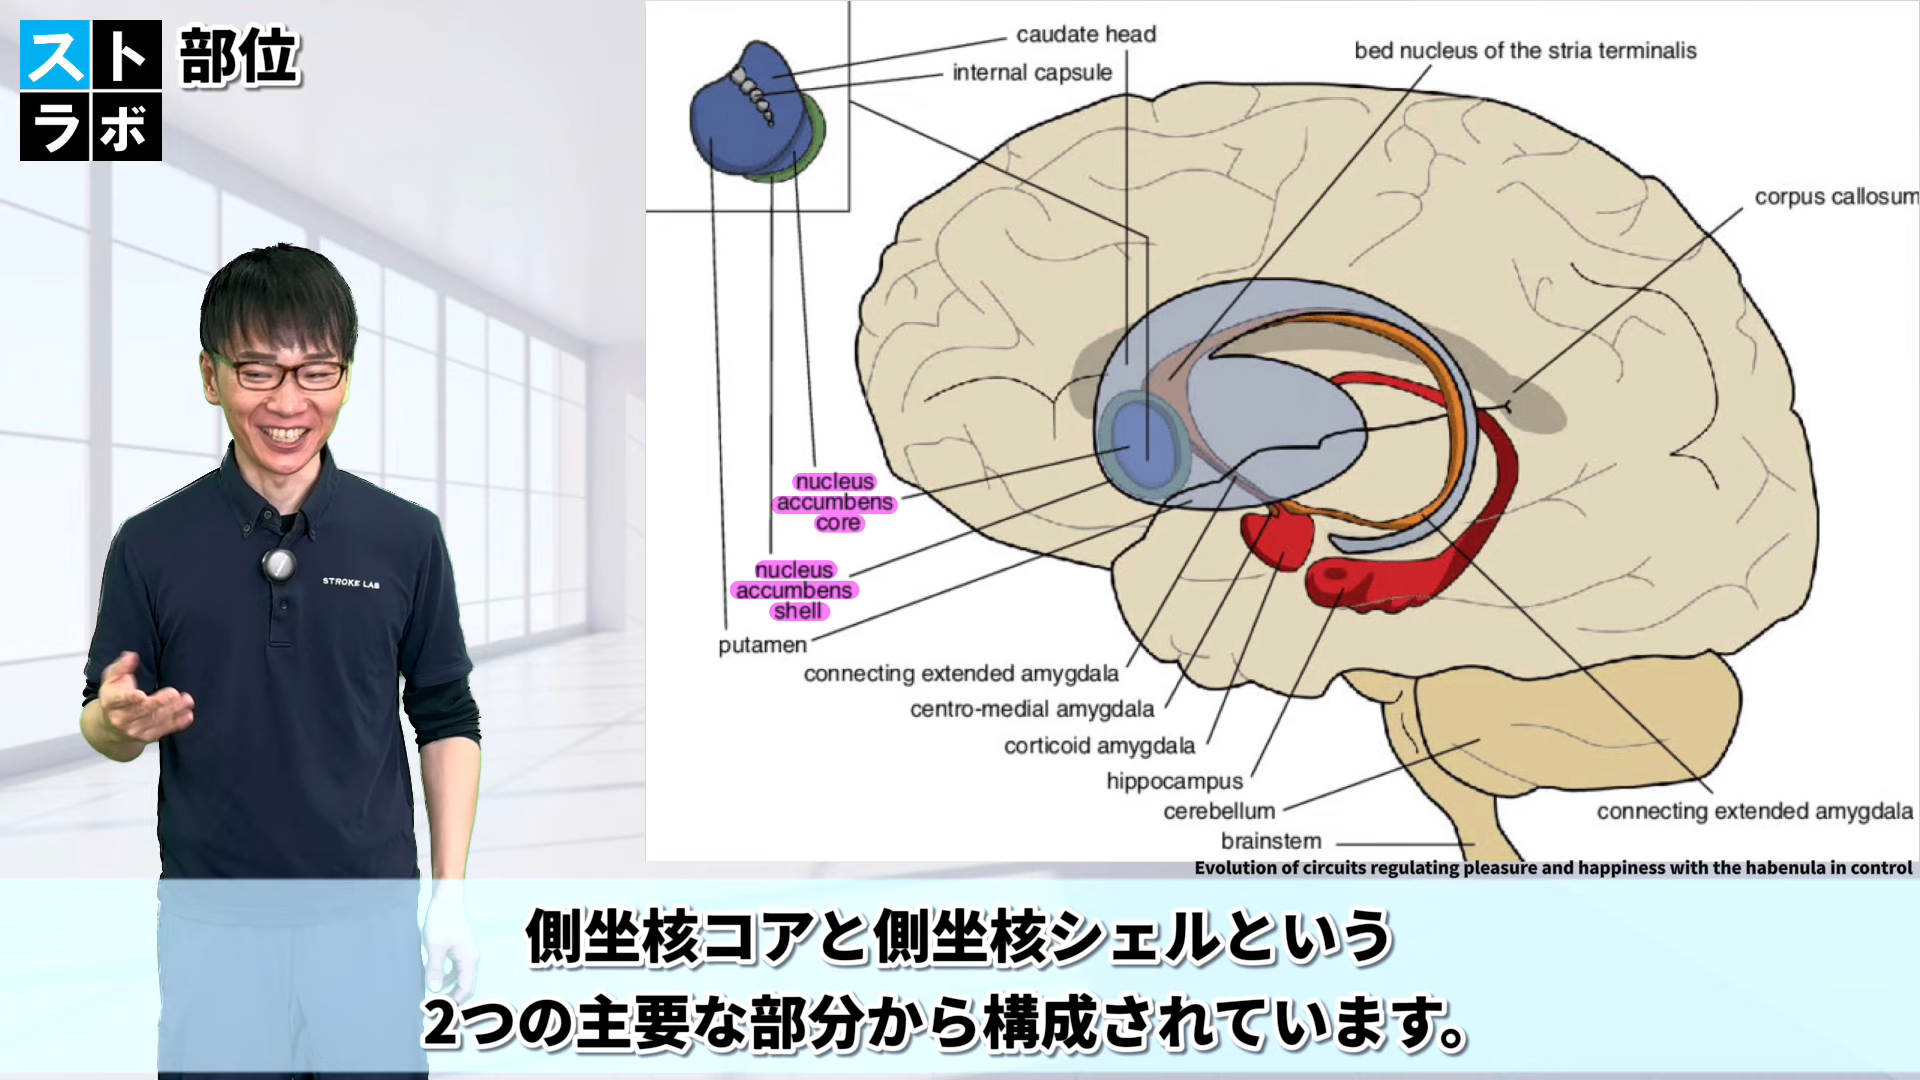 スト
ラボ
部位
caudate head
internal capsule
bed nucleus of the stria terminalis
corpus callosum
nucleus
accumbens
core
nucleus
accumbens
shell
putamen
connecting extended amygdala
centro-medial amygdala
corticoid amygdala
hippocampus
cerebellum
brainstem
connecting extended amygdala
Evolution of circuits regulating pleasure and happiness with the habenula in control
STROKE LAB
側坐核コアと側坐核シェルという
2つの主要な部分から構成されています。